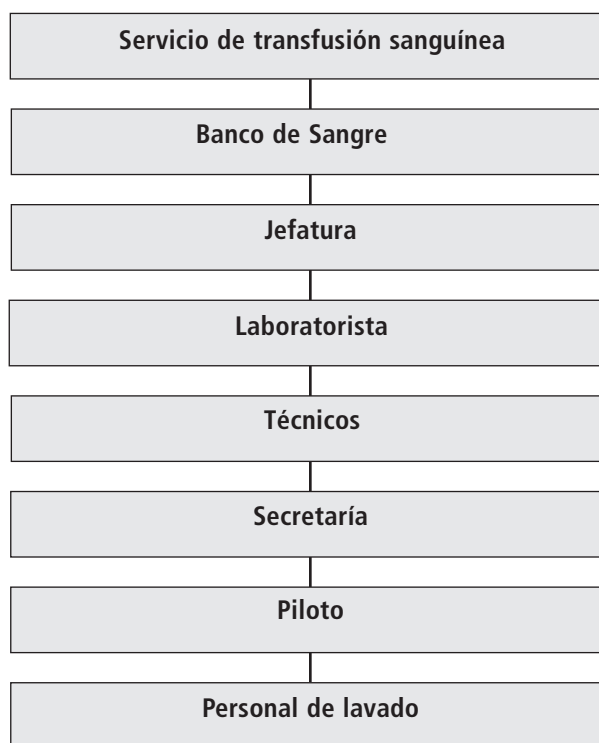 Servicio de transfusión sanguínea
Banco de Sangre
Jefatura
Laboratorista
Técnicos
Secretaría
Piloto
Personal de lavado